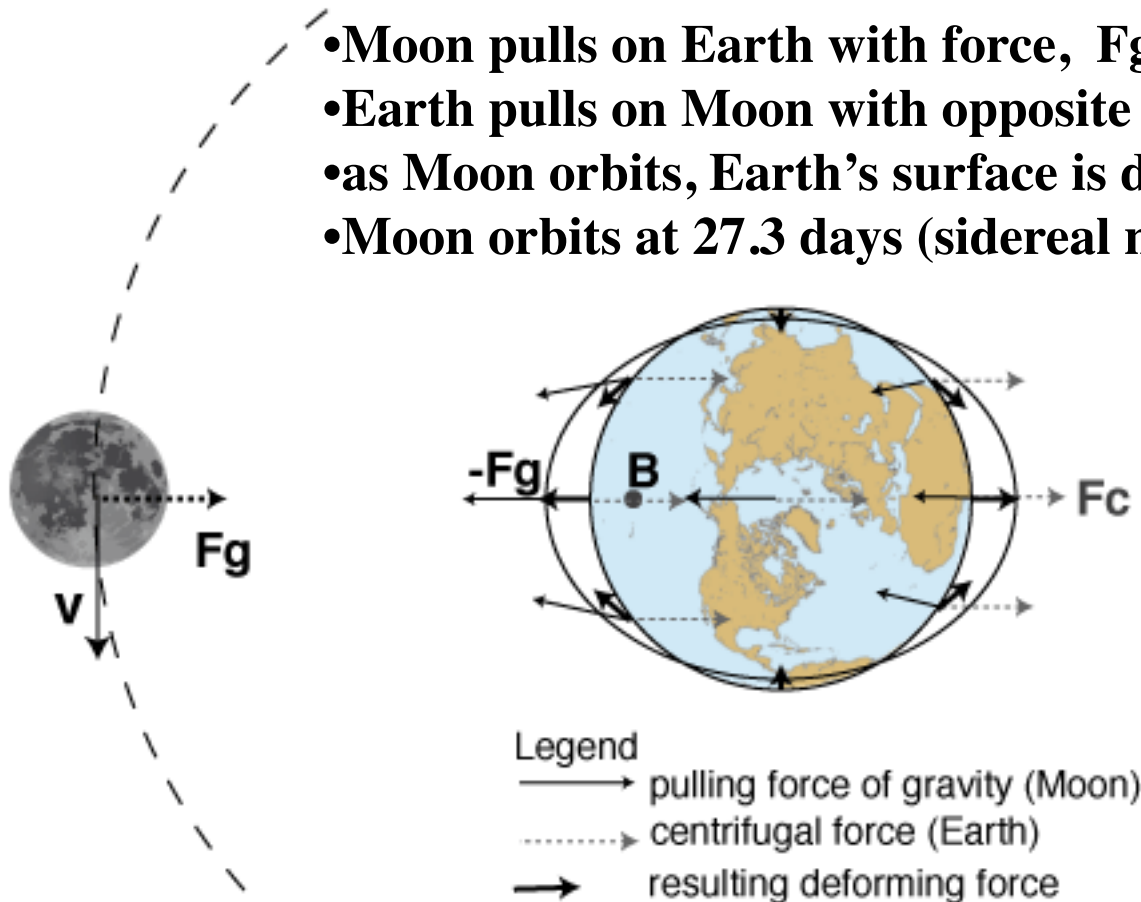 •Moon pulls on Earth with force, Fg
•Earth pulls on Moon with opposite
•as Moon orbits, Earth’s surface is
•Moon orbits at 27.3 days (sidereal
-Fg
B
Fc
Fg
v
Legend
pulling force of gravity (Moon)
centrifugal force (Earth)
resulting deforming force